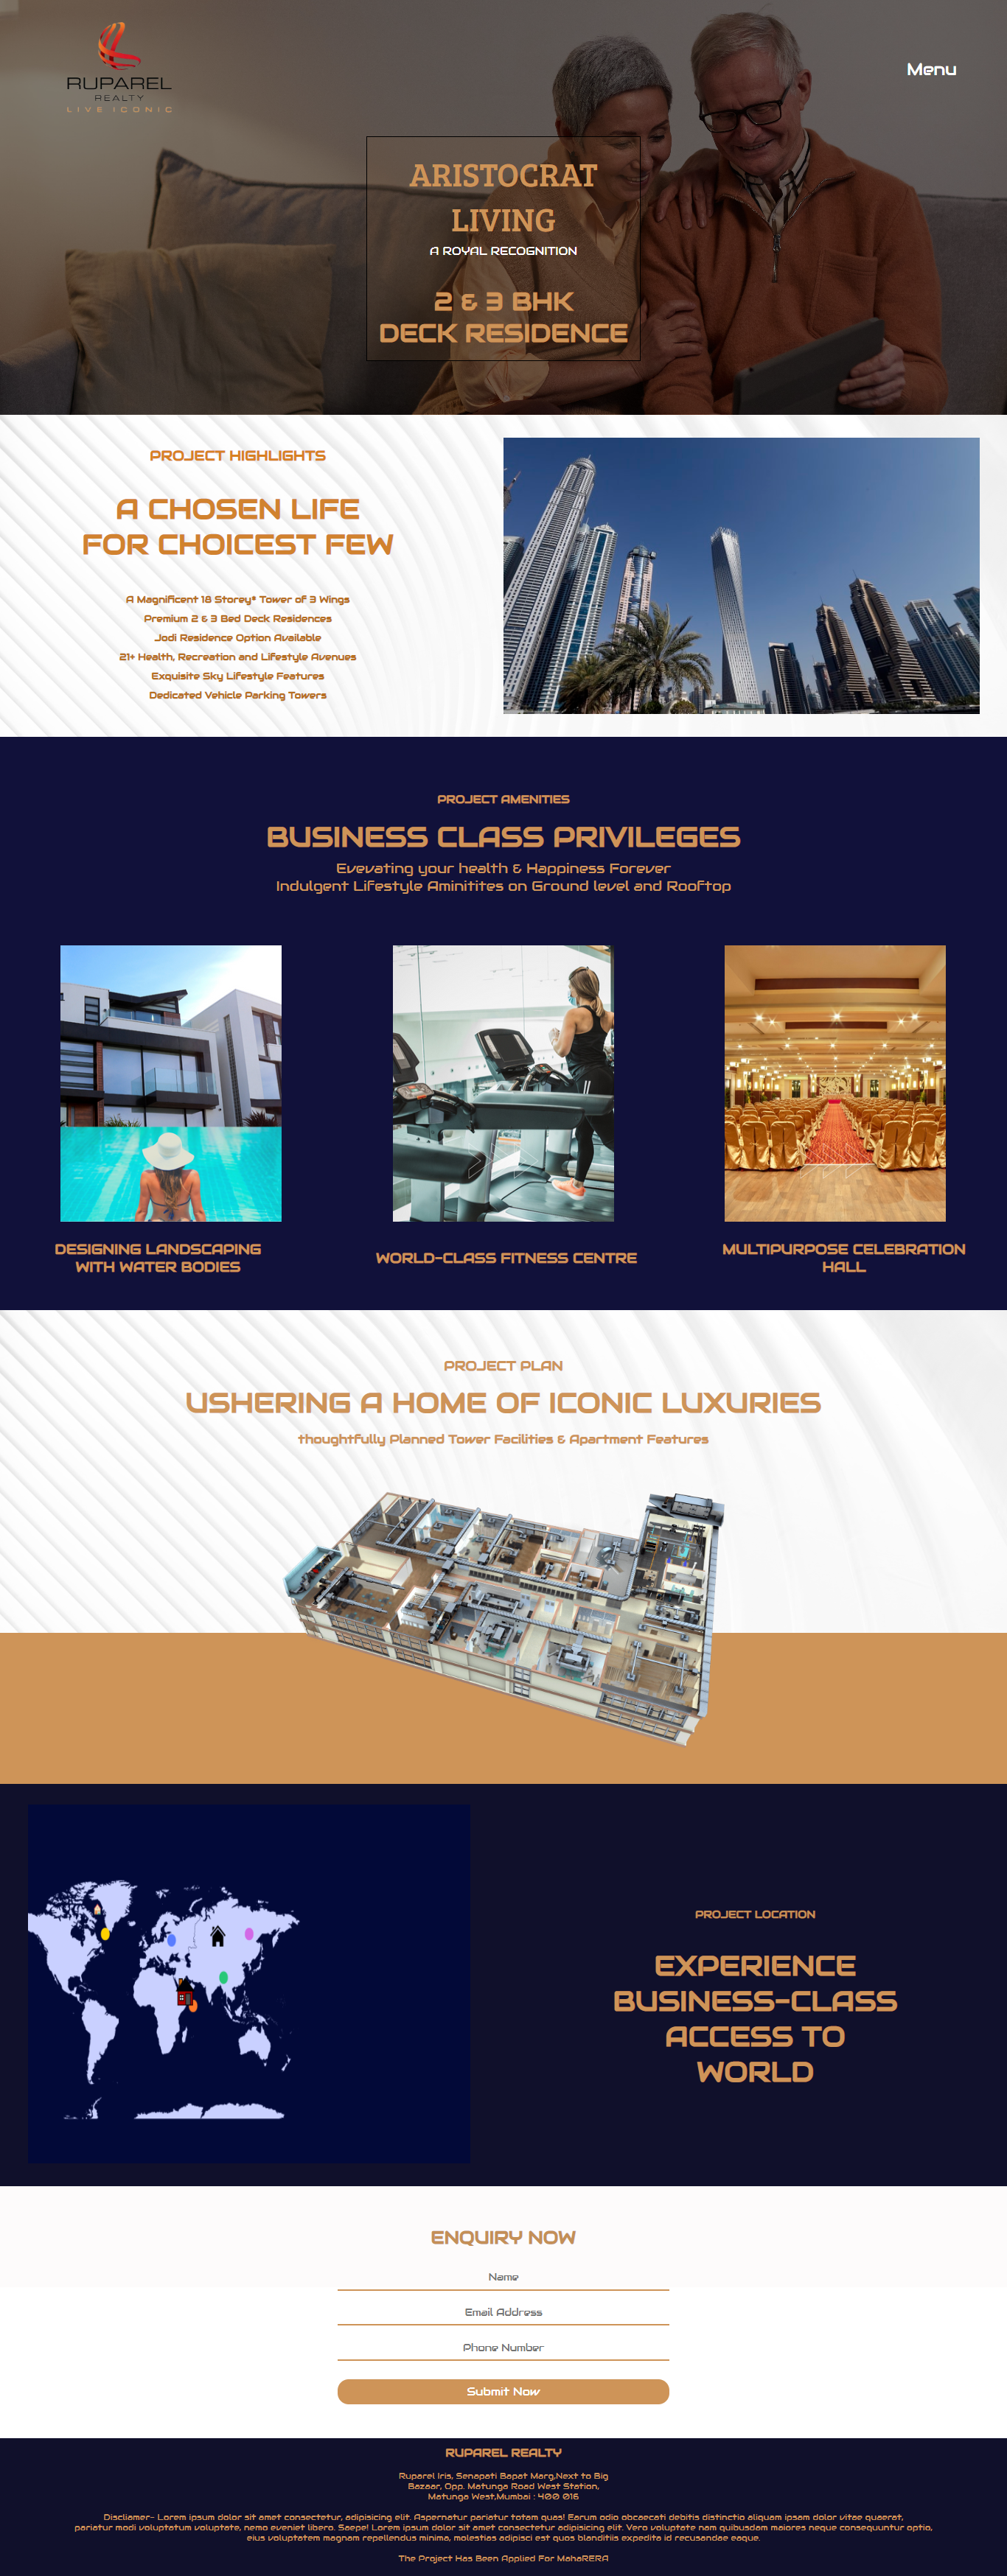 RUPAREL
REALTY
LIVE ICONIC
Menu
ARISTOCRAT
LIVING
A ROYAL RECOGNITION
2 & 3 BHK
DECK RESIDENCE
PROJECT HIGHLIGHTS
A CHOSEN LIFE
FOR CHOICEST FEW
A Magnificent 18 Storey* Tower of 3 Wings
Premium 2 & 3 Bed Deck Residences
Jodi Residence Option Available
21+ Health, Recreation and Lifestyle Avenues
Exquisite Sky Lifestyle Features
Dedicated Vehicle Parking Towers
PROJECT AMENITIES
BUSINESS CLASS PRIVILEGES
Evevating your health & Happiness Forever
Indulgent Lifestyle Aminitites on Ground level and Rooftop
DESIGNING LANDSCAPING
WITH WATER BODIES
WORLD-CLASS FITNESS CENTRE
MULTIPURPOSE CELEBRATION
HALL
PROJECT PLAN
USHERING A HOME OF ICONIC LUXURIES
thoughtfully Planned Tower Facilities & Apartment Features
PROJECT LOCATION
EXPERIENCE
BUSINESS-CLASS
ACCESS TO
WORLD
ENQUIRY NOW
Name
Email Address
Phone Number
Submit Now
RUPAREL REALTY
Ruparel Iris, Senapati Bapat Marg,Next to Big
Bazaar, Opp. Matunga Road West Station,
Matunga West,Mumbai : 400 016
Discliamer- Lorem ipsum dolor sit amet consectetur, adipisicing elit. Aspernatur pariatur totam quas! Earum odio obcaecati debitis distinctio aliquam ipsam dolor vitae quaerat,
pariatur modi voluptatum voluptate, nemo eveniet libero. Saepe! Lorem ipsum dolor sit amet consectetur adipisicing elit. Vero voluptate nam quibusdam maiores neque consequuntur optio,
eius voluptatem magnam repellendus minima, molestias adipisci est quos blanditiis expedita id recusandae eaque.
The Project Has Been Applied For MahaRERA